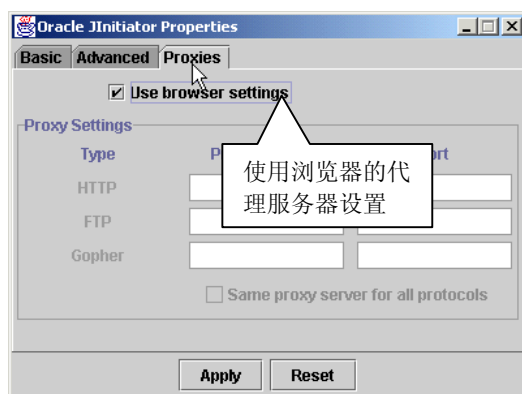 Oracle JInitiator Properties
Basic Advanced Proxies
Use browser settings
Proxy Settings
Type
使用浏览器的代
理服务器设置
HTTP
FTP
Gopher
Same proxy server for all protocols
Apply Reset